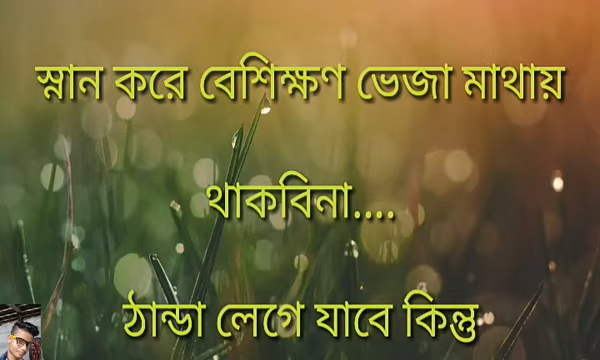 স্নান করে বেশিক্ষণ ভেজা মাথায়
থাকবিনা....
ঠান্ডা লেগে যাবে কিন্তু